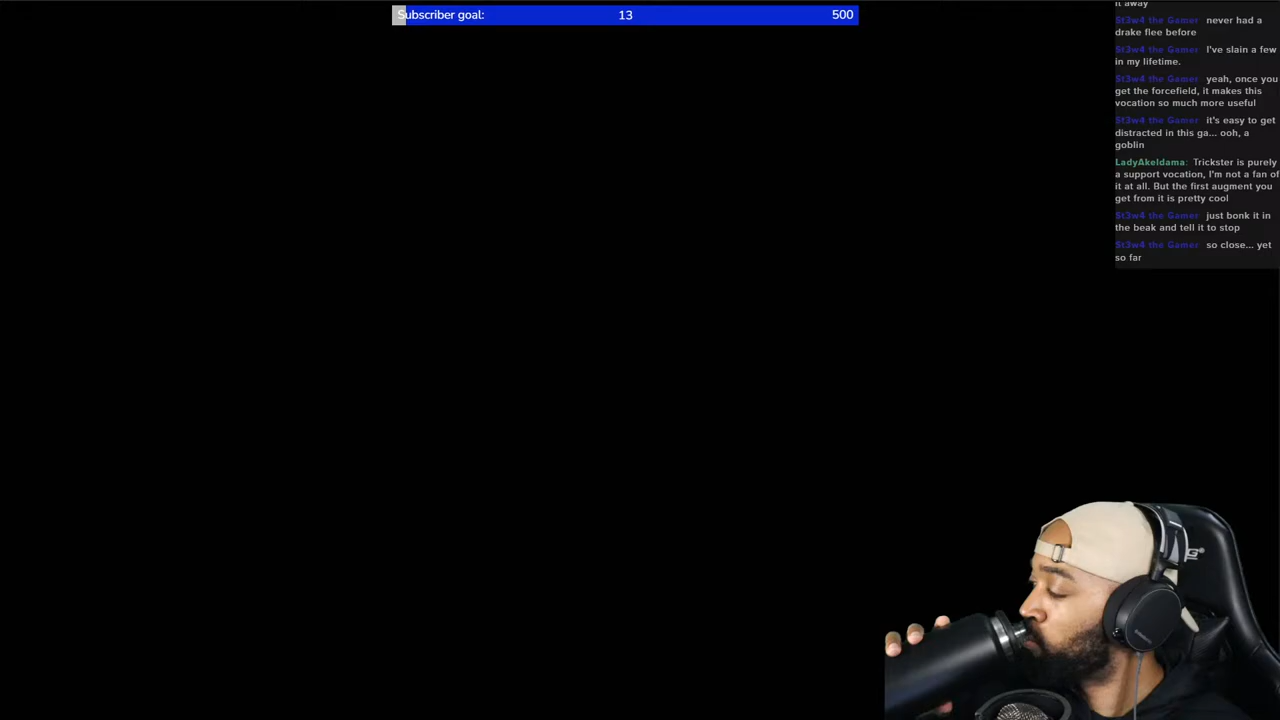 Subscriber goal: 13 500
it away
St3w4 the Gamer never had a
drake flee before
St3w4 the Gamer I've slain a few
in my lifetime.
St3w4 the Gamer yeah, once you
get the forcefield, it makes this
vocation so much more useful
St3w4 the Gamer it's easy to get
distracted in this ga... ooh, a
goblin
LadyAkeldama: Trickster is purely
a support vocation, I'm not a fan of
it at all. But the first augment you
get from it is pretty cool
St3w4 the Gamer just bonk it in
the beak and tell it to stop
St3w4 the Gamer so close... yet
so far